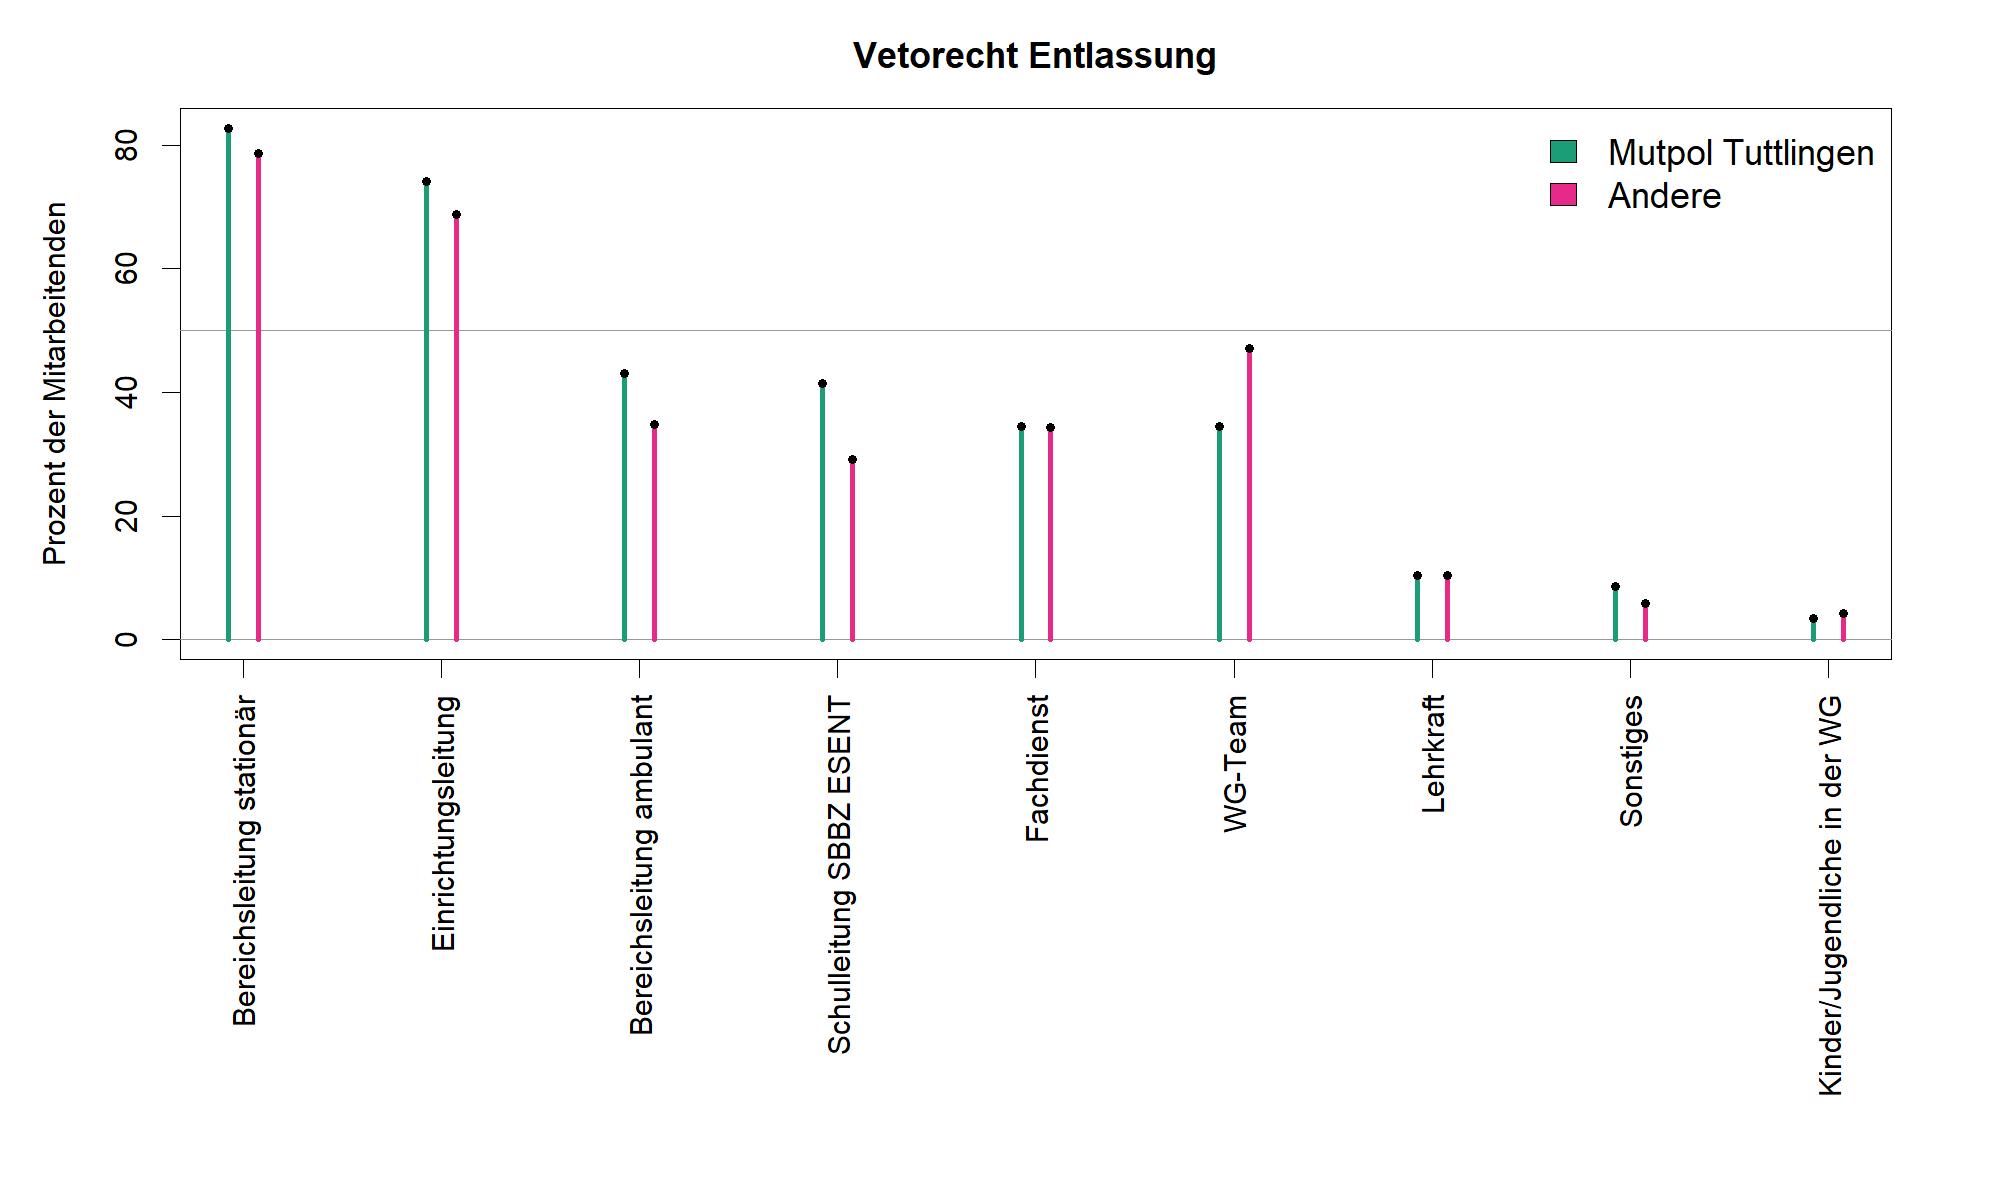 Vetorecht Entlassung
Mutpol Tuttlingen
Andere
Prozent der Mitarbeitenden
80
60
40
20
0
Bereichsleitung stationär
Einrichtungsleitung
Bereichsleitung ambulant
Schulleitung SBBZ ESENT
Fachdienst
WG-Team
Lehrkraft
Sonstiges
Kinder/Jugendliche in der WG